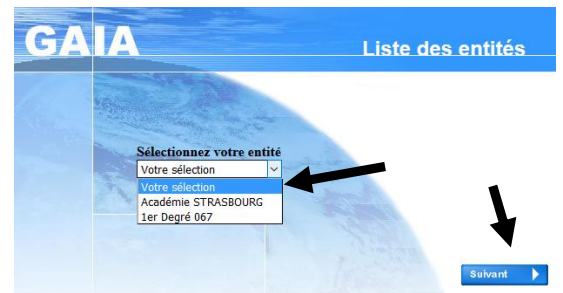 GAIA
Liste des entités
Sélectionnez votre entité
Votre sélection
Votre sélection
Académie STRASBOURG
1er Degré 067
Suivant